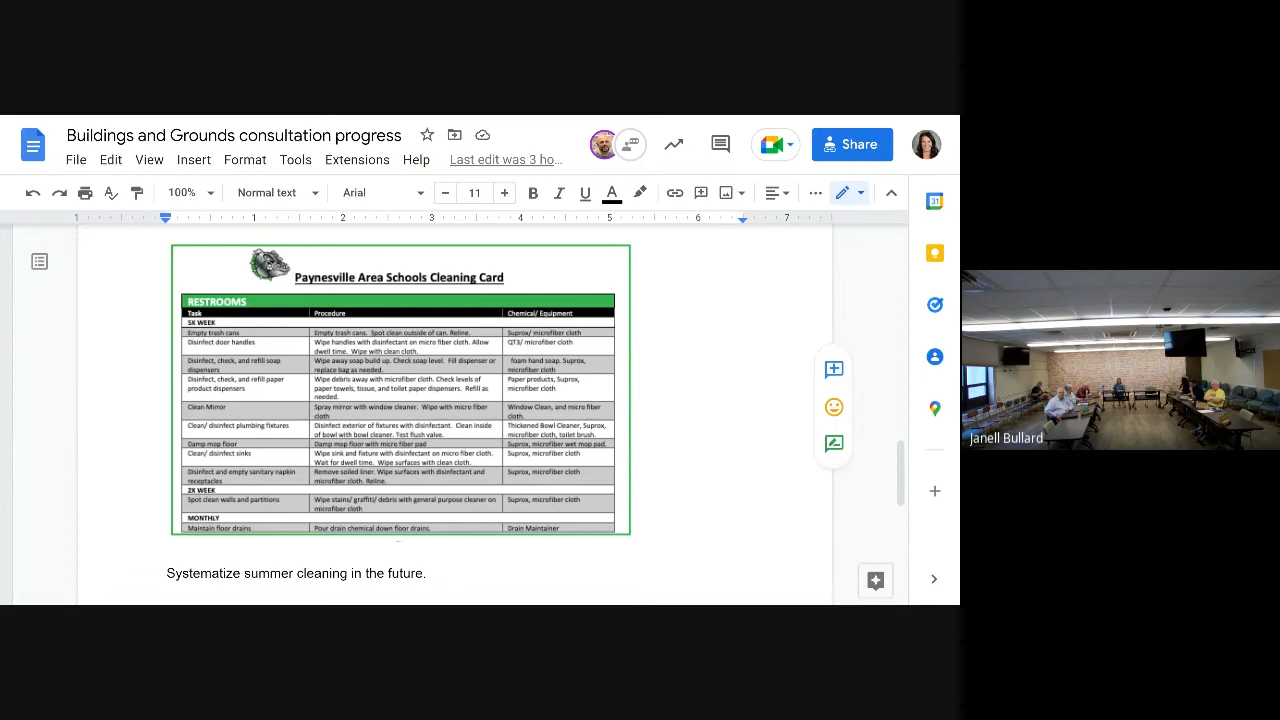 Buildings and Grounds consultation progress
File Edit View Insert Format Tools Extensions Help Last edit was 3 ho...
Share
100% Normal text Arial 11 B I U A
1 1 2 3 4 5 6 7
31
Paynesville Area Schools Cleaning Card
RESTROOMS
Task Procedure Chemical/ Equipment
5X WEEK
Empty trash cans Empty trash cans. Spot clean outside of can. Reline. Suprox/ microfiber cloth
Disinfect door handles Wipe handles with disinfectant on micro fiber cloth. Allow QT3/ microfiber cloth
dwell time. Wipe with clean cloth.
Disinfect, check, and refill soap Wipe away soap build up. Check soap level. Fill dispenser or foam hand soap, Suprox,
dispensers replace bag as needed. microfiber cloth
Disinfect, check, and refill paper Wipe debris away with microfiber cloth. Check levels of Paper products, Suprox,
product dispensers paper towels, tissue, and toilet paper dispensers. Refill as microfiber cloth
needed.
Clean Mirror Spray mirror with window cleaner. Wipe with micro fiber Window Clean, and micro fiber
cloth cloth.
Clean/ disinfect plumbing fixtures Disinfect exterior of fixtures with disinfectant. Clean inside Thickened Bowl Cleaner, Suprox,
of bowl with bowl cleaner. Test flush valve. microfiber cloth, toilet brush.
Damp mop floor Damp mop floor with micro fiber pad Suprox, microfiber wet mop pad.
Clean/ disinfect sinks Wipe sink and fixture with disinfectant on micro fiber cloth. Suprox, microfiber cloth
Wait for dwell time. Wipe surfaces with clean cloth.
Disinfect and empty sanitary napkin Remove soiled liner. Wipe surfaces with disinfectant and Suprox, microfiber cloth
receptacles microfiber cloth. Reline.
2X WEEK
Spot clean walls and partitions Wipe stains/ graffiti/ debris with general purpose cleaner on Suprox, microfiber cloth
microfiber cloth
MONTHLY
Maintain floor drains Pour drain chemical down floor drains. Drain Maintainer
Systematize summer cleaning in the future.
Janell Bullard